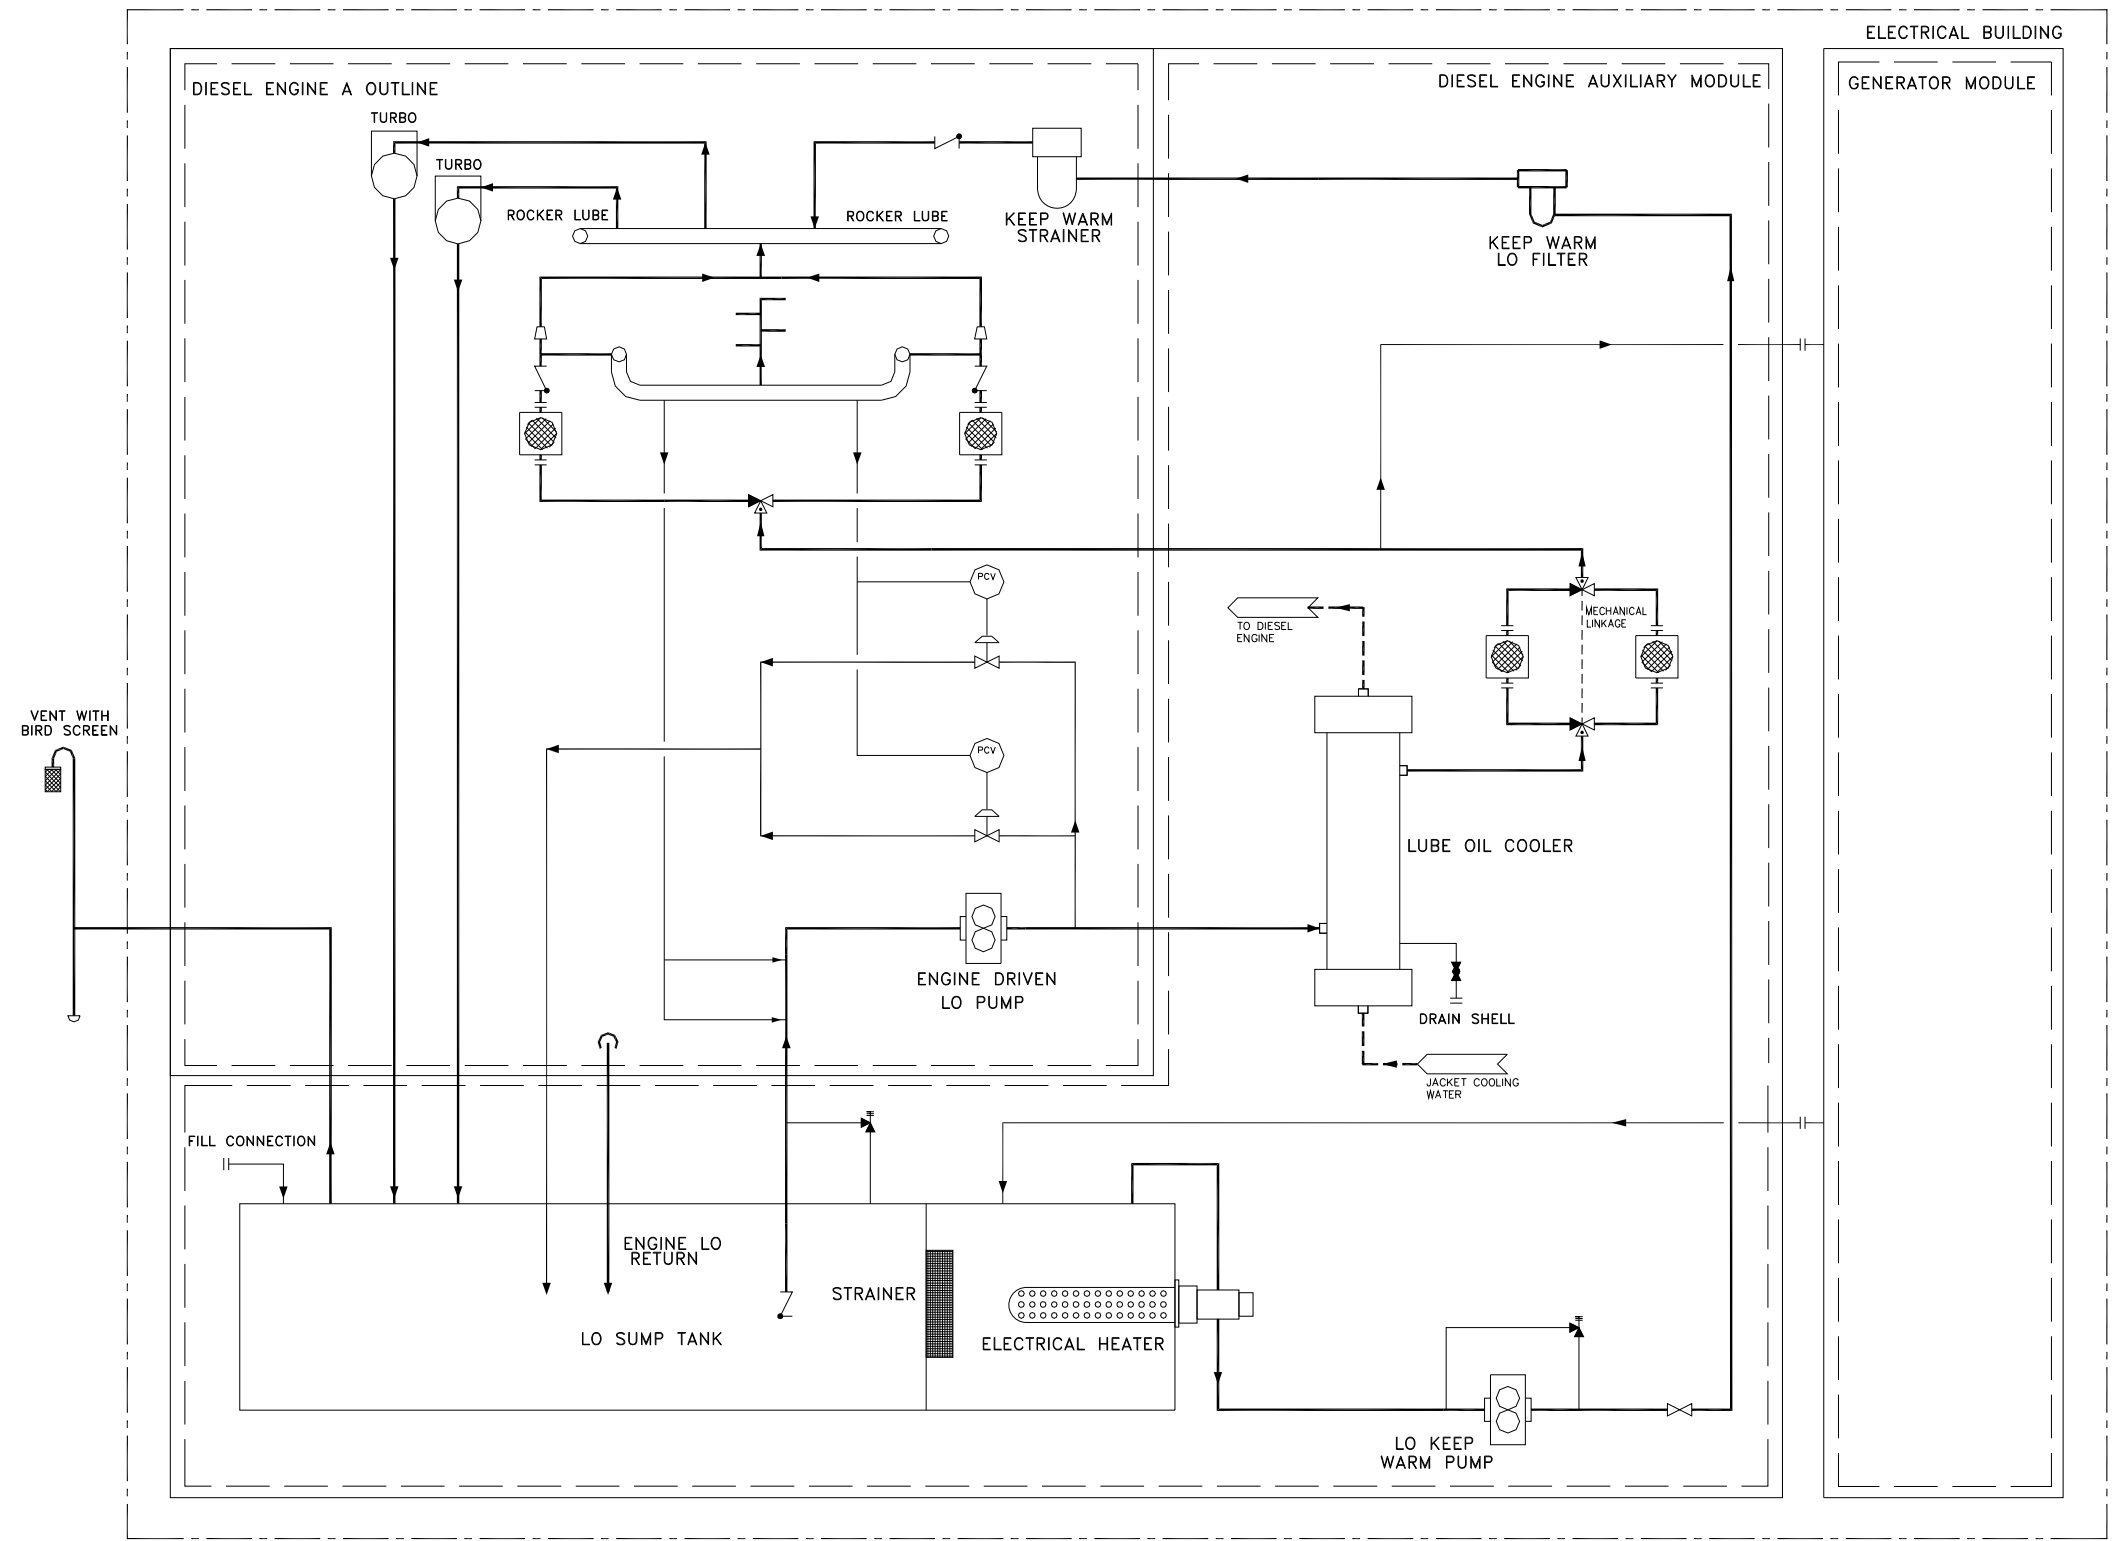 ELECTRICAL BUILDING
DIESEL ENGINE A OUTLINE
DIESEL ENGINE AUXILIARY MODULE
GENERATOR MODULE
TURBO
TURBO
ROCKER LUBE
ROCKER LUBE
KEEP WARM
STRAINER
KEEP WARM
LO FILTER
PCV
MECHANICAL
LINKAGE
TO DIESEL
ENGINE
VENT WITH
BIRD SCREEN
PCV
LUBE OIL COOLER
ENGINE DRIVEN
LO PUMP
DRAIN SHELL
JACKET COOLING
WATER
FILL CONNECTION
ENGINE LO
RETURN
STRAINER
LO SUMP TANK
ELECTRICAL HEATER
LO KEEP
WARM PUMP